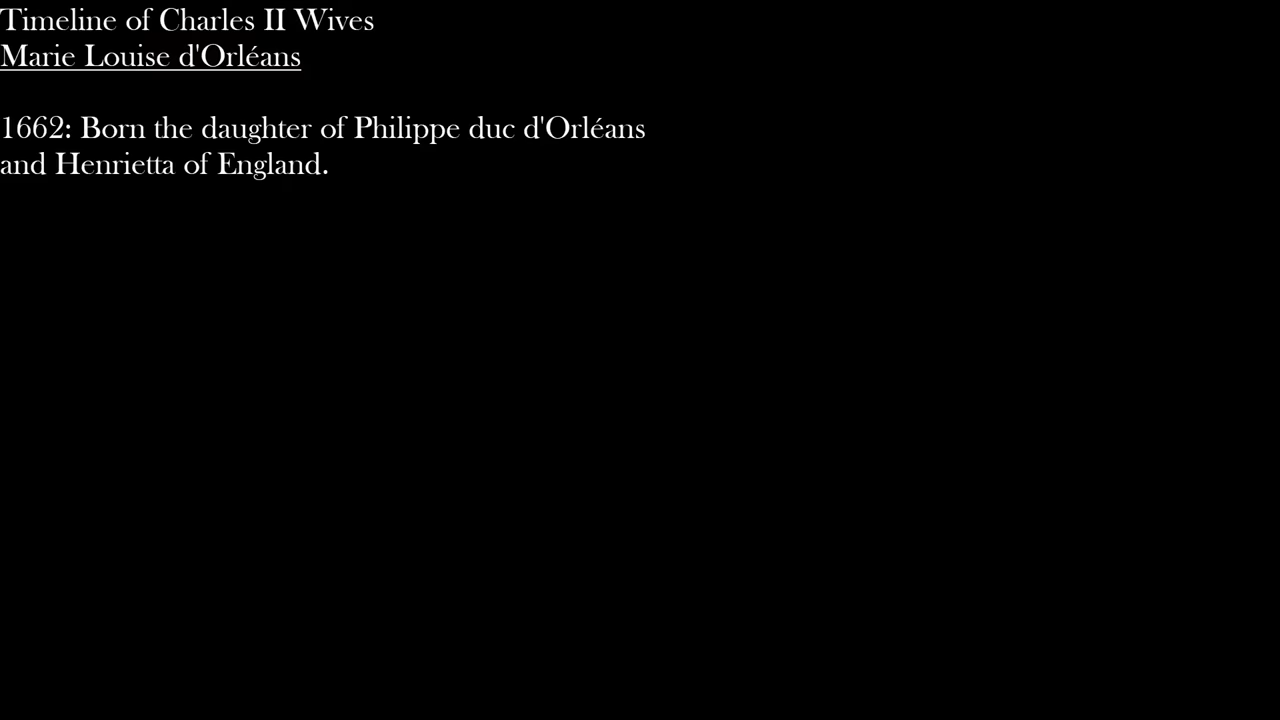 Timeline of Charles II Wives
Marie Louise d'Orléans
1662: Born the daughter of Philippe duc d'Orléans
and Henrietta of England.